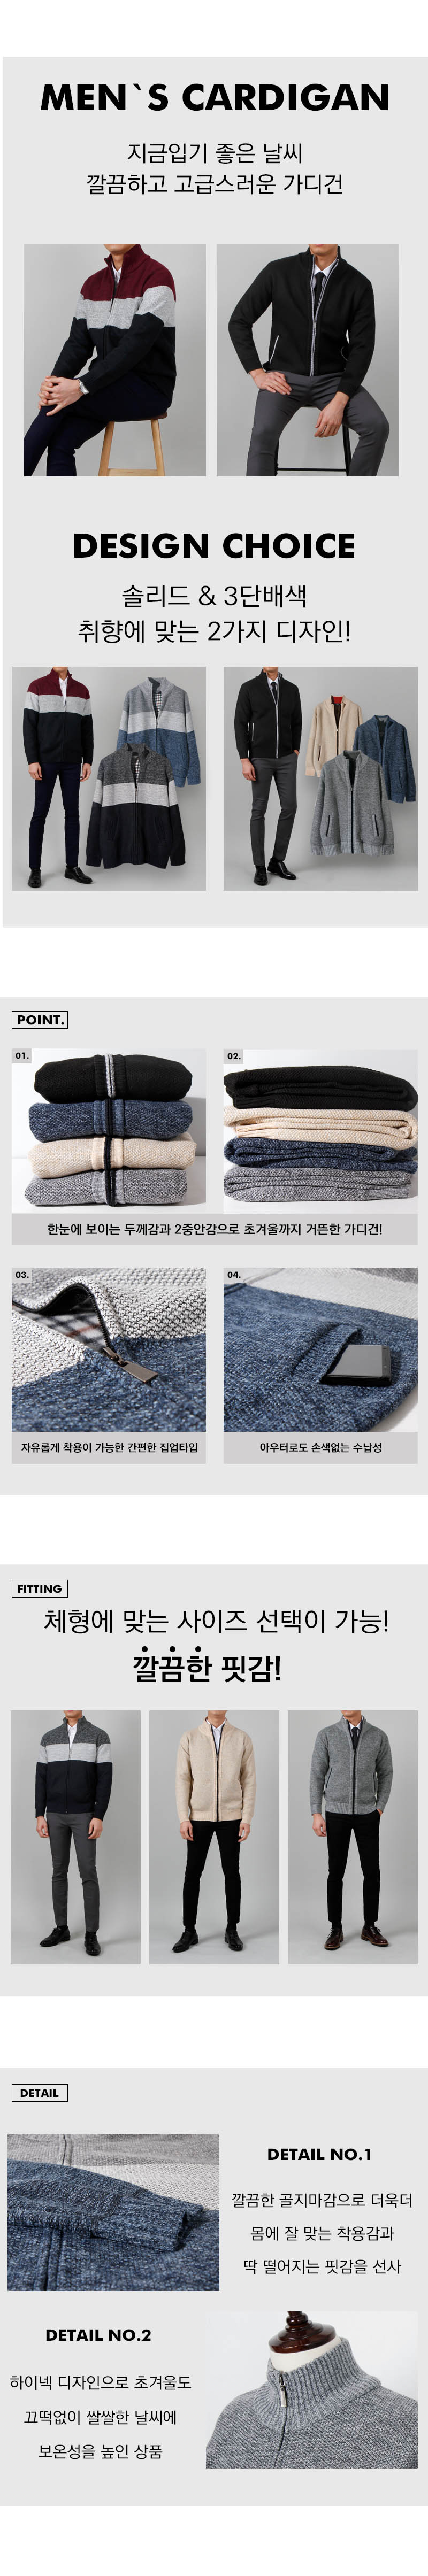 MEN`S CARDIGAN
지금입기 좋은 날씨
깔끔하고 고급스러운 가디건
DESIGN CHOICE
솔리드 & 3단배색
취향에 맞는 2가지 디자인!
POINT.
01.
02.
한눈에 보이는 두께감과 2중안감으로 초겨울까지 거뜬한 가디건!
03.
04.
자유롭게 착용이 가능한 간편한 집업타입
아우터로도 손색없는 수납성
FITTING
체형에 맞는 사이즈 선택이 가능!
깔끔한 핏감!
DETAIL
DETAIL NO.1
깔끔한 골지마감으로 더욱더
몸에 잘 맞는 착용감과
딱 떨어지는 핏감을 선사
DETAIL NO.2
하이넥 디자인으로 초겨울도
끄떡없이 쌀쌀한 날씨에
보온성을 높인 상품